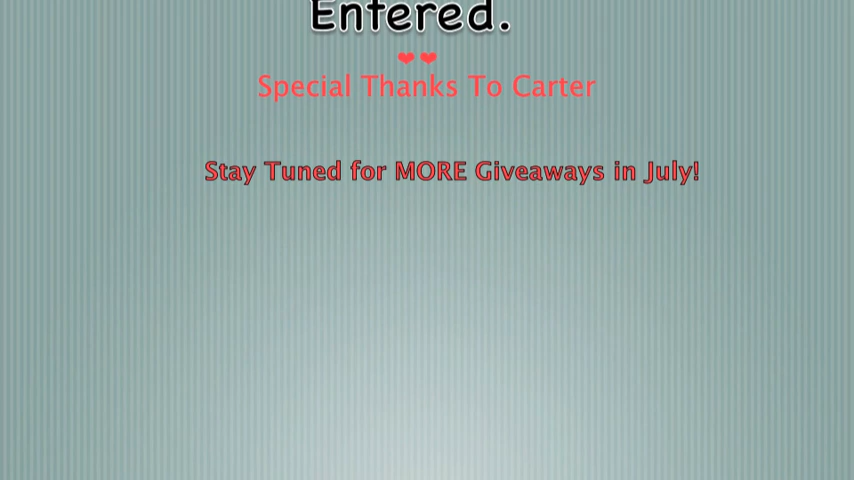 Entered.
❤❤
Special Thanks To Carter
Stay Tuned for MORE Giveaways in July!